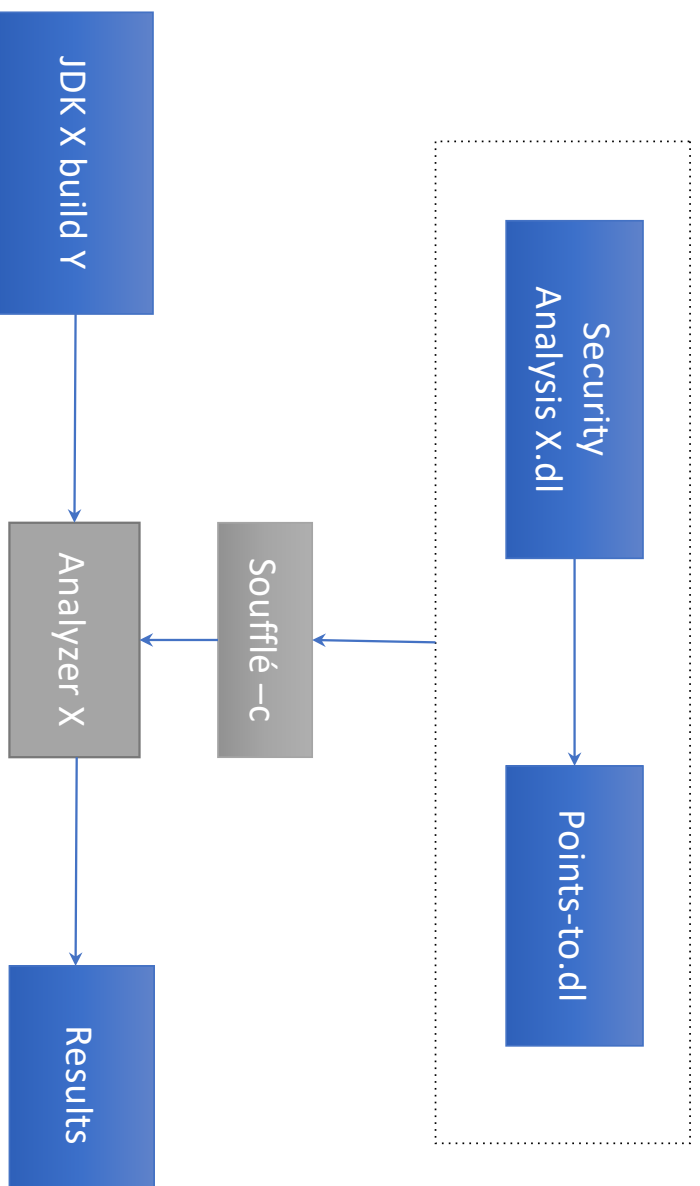 Security
Analysis X.dl
Points-to.dl
Soufflé –c
JDK X build Y
Analyzer X
Results